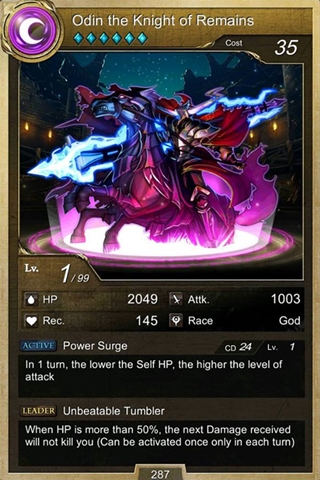 Odin the Knight of Remains
Cost 35
Lv. 1/99
HP 2049 Attk. 1003
Rec. 145 Race God
ACTIVE Power Surge CD 24 Lv. 1
In 1 turn, the lower the Self HP, the higher the level of
attack
LEADER Unbeatable Tumbler
When HP is more than 50%, the next Damage received
will not kill you (Can be activated once only in each turn)
287